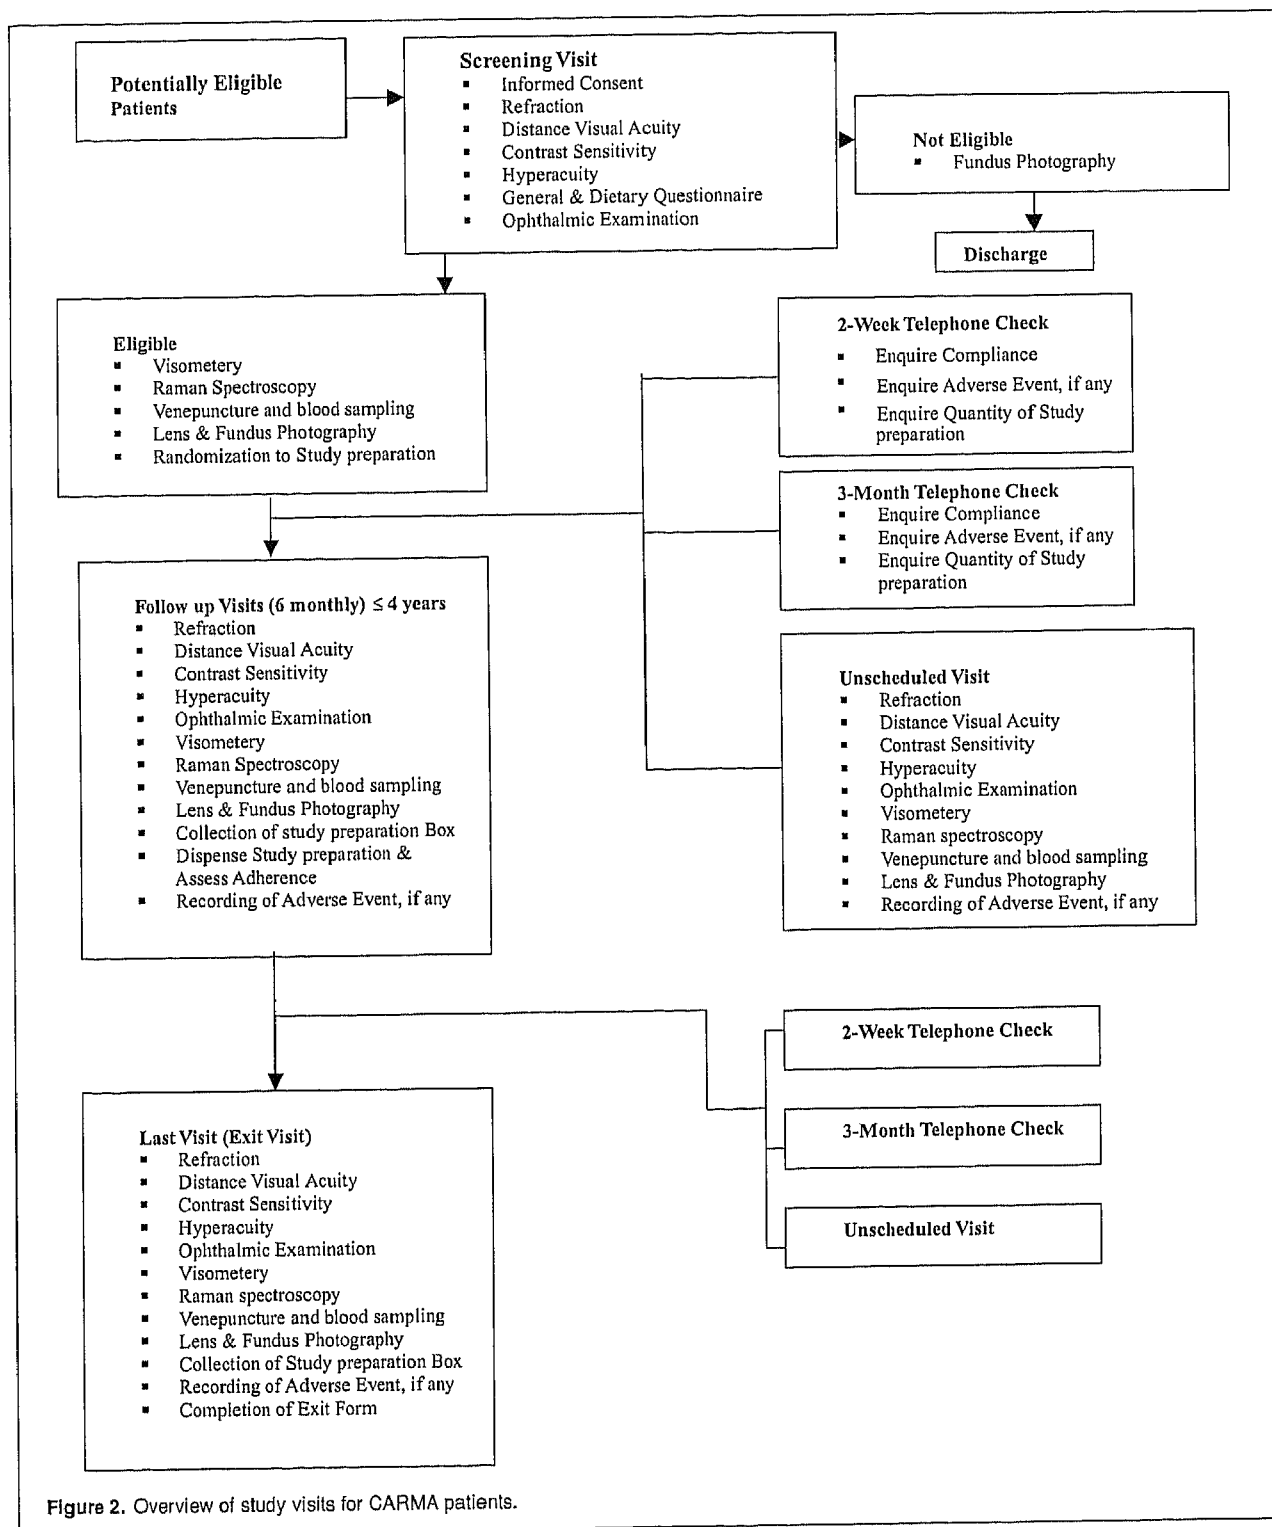 Potentially Eligible
Patients
Screening Visit
▪ Informed Consent
▪ Refraction
▪ Distance Visual Acuity
▪ Contrast Sensitivity
▪ Hyperacuity
▪ General & Dietary Questionnaire
▪ Ophthalmic Examination
Not Eligible
▪ Fundus Photography
Discharge
Eligible
▪ Visometery
▪ Raman Spectroscopy
▪ Venepuncture and blood sampling
▪ Lens & Fundus Photography
▪ Randomization to Study preparation
2-Week Telephone Check
▪ Enquire Compliance
▪ Enquire Adverse Event, if any
▪ Enquire Quantity of Study
preparation
3-Month Telephone Check
▪ Enquire Compliance
▪ Enquire Adverse Event, if any
▪ Enquire Quantity of Study
preparation
Follow up Visits (6 monthly) ≤ 4 years
▪ Refraction
▪ Distance Visual Acuity
▪ Contrast Sensitivity
▪ Hyperacuity
▪ Ophthalmic Examination
▪ Visometery
▪ Raman Spectroscopy
▪ Venepuncture and blood sampling
▪ Lens & Fundus Photography
▪ Collection of study preparation Box
▪ Dispense Study preparation &
Assess Adherence
▪ Recording of Adverse Event, if any
Unscheduled Visit
▪ Refraction
▪ Distance Visual Acuity
▪ Contrast Sensitivity
▪ Hyperacuity
▪ Ophthalmic Examination
▪ Visometery
▪ Raman spectroscopy
▪ Venepuncture and blood sampling
▪ Lens & Fundus Photography
▪ Recording of Adverse Event, if any
2-Week Telephone Check
3-Month Telephone Check
Unscheduled Visit
Last Visit (Exit Visit)
▪ Refraction
▪ Distance Visual Acuity
▪ Contrast Sensitivity
▪ Hyperacuity
▪ Ophthalmic Examination
▪ Visometery
▪ Raman spectroscopy
▪ Venepuncture and blood sampling
▪ Lens & Fundus Photography
▪ Collection of Study preparation Box
▪ Recording of Adverse Event, if any
▪ Completion of Exit Form
Figure 2. Overview of study visits for CARMA patients.